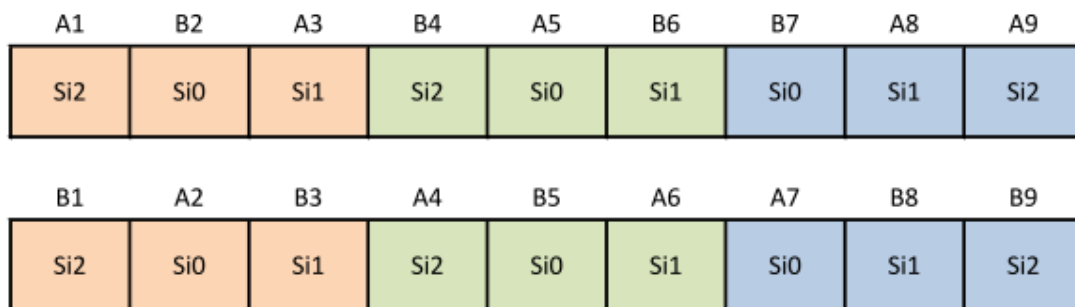 A1 B2 A3 B4 A5 B6 B7 A8 A9
Si2 Si0 Si1 Si2 Si0 Si1 Si0 Si1 Si2
B1 A2 B3 A4 B5 A6 A7 B8 B9
Si2 Si0 Si1 Si2 Si0 Si1 Si0 Si1 Si2